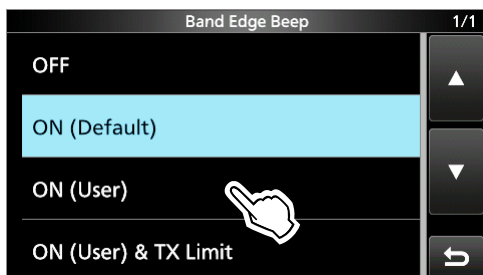 Band Edge Beep 1/1
OFF
ON (Default)
ON (User)
ON (User) & TX Limit